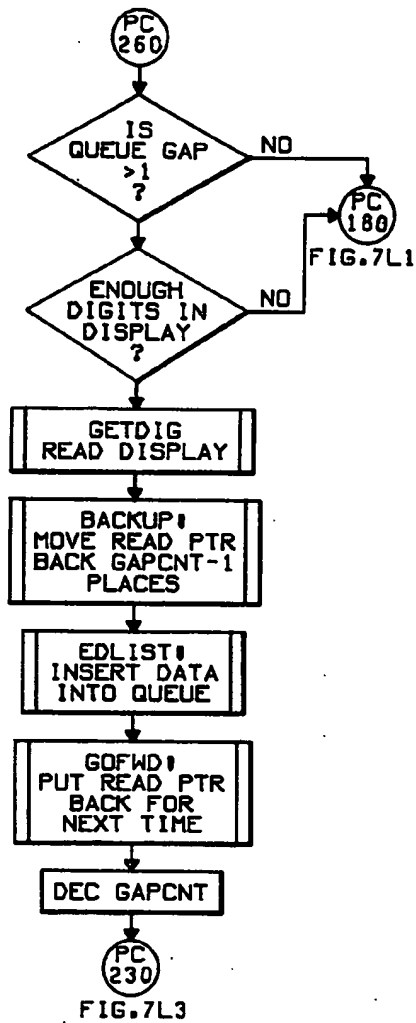 PC
260
IS
QUEUE GAP
>1
?
NO
PC
180
FIG.7L1
ENOUGH
DIGITS IN
DISPLAY
?
NO
GETDIG
READ DISPLAY
BACKUP:
MOVE READ PTR
BACK GAPCNT-1
PLACES
EDLIST:
INSERT DATA
INTO QUEUE
GOFWD:
PUT READ PTR
BACK FOR
NEXT TIME
DEC GAPCNT
PC
230
FIG.7L3